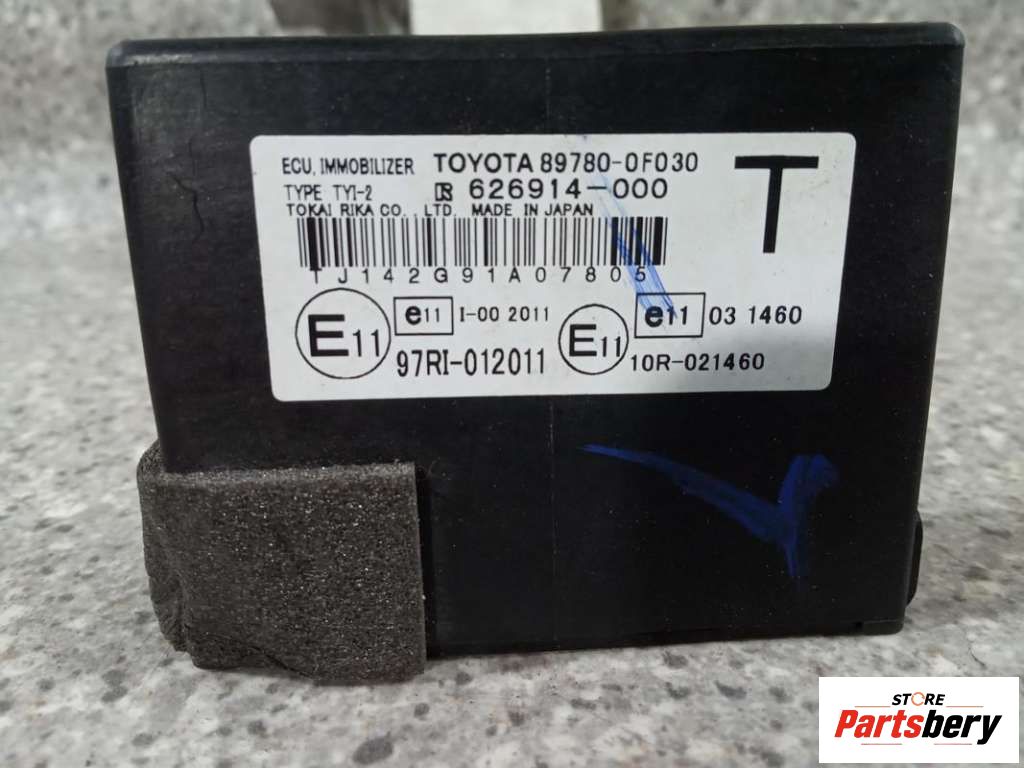 ECU, IMMOBILIZER TOYOTA 89780-0F030
TYPE TYI-2 626914-000
TOKAI RIKA CO., LTD. MADE IN JAPAN
TJ142G91A07805
T
E11 e11 I-00 2011
97RI-012011
E11 e11 03 1460
10R-021460
STORE
Partsbery